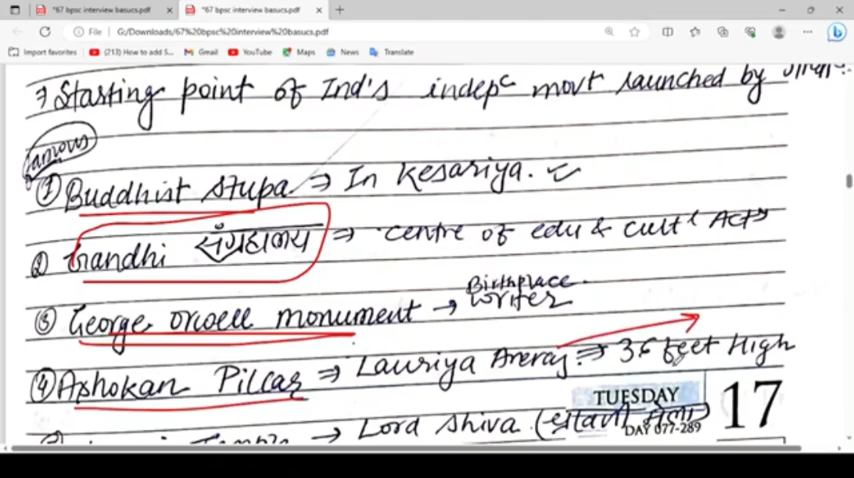 "67 bpsc interview basucs.pdf
"67 bpsc interview basucs.pdf
File | G:/Downloads/67%20bpsc%20interview%20basucs.pdf
Import favorites (213) How to add S... Gmail YouTube Maps News Translate
⇒ Starting point of Ind's indepc movt launched by
Famous
① Buddhist Stupa ⇒ In Kesariya.
② Gandhi संग्रहालय ⇒ Centre of edu & cultl Acts
Birthplace
③ George orwell monument → writer
④ Ashokan Pillar ⇒ Lauriya Areraj ⇒ 36 feet High
TUESDAY 17
→ Lord Shiva (श्रावणी मेला)
DAY 077-289